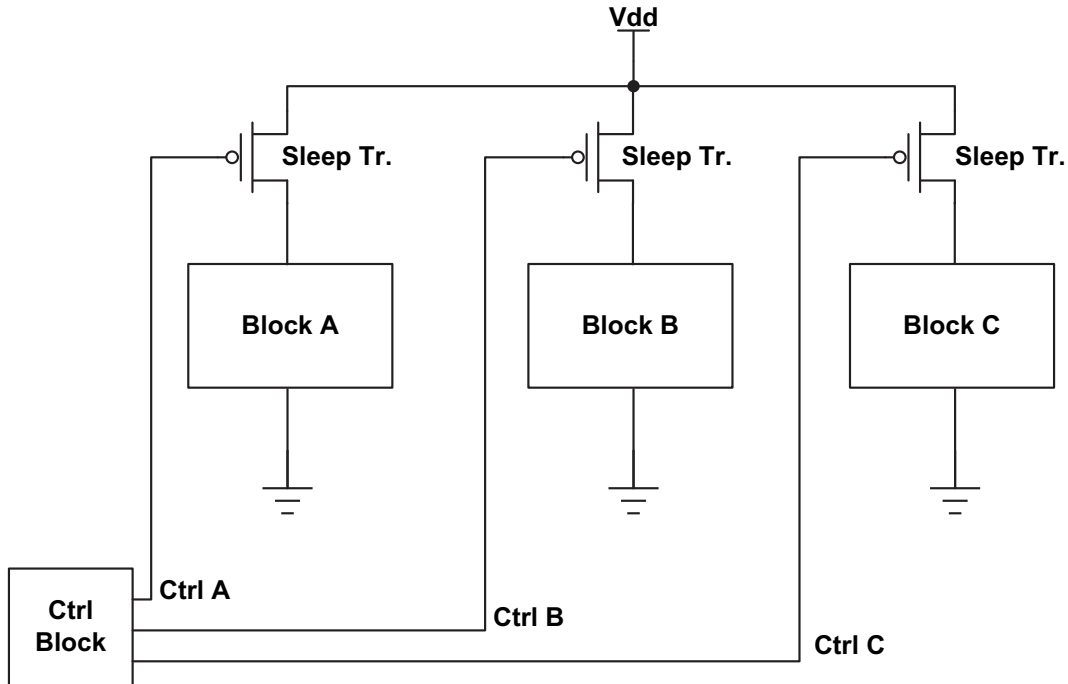 Vdd
Sleep Tr.
Sleep Tr.
Sleep Tr.
Block A
Block B
Block C
Ctrl A
Ctrl B
Ctrl C
Ctrl
Block